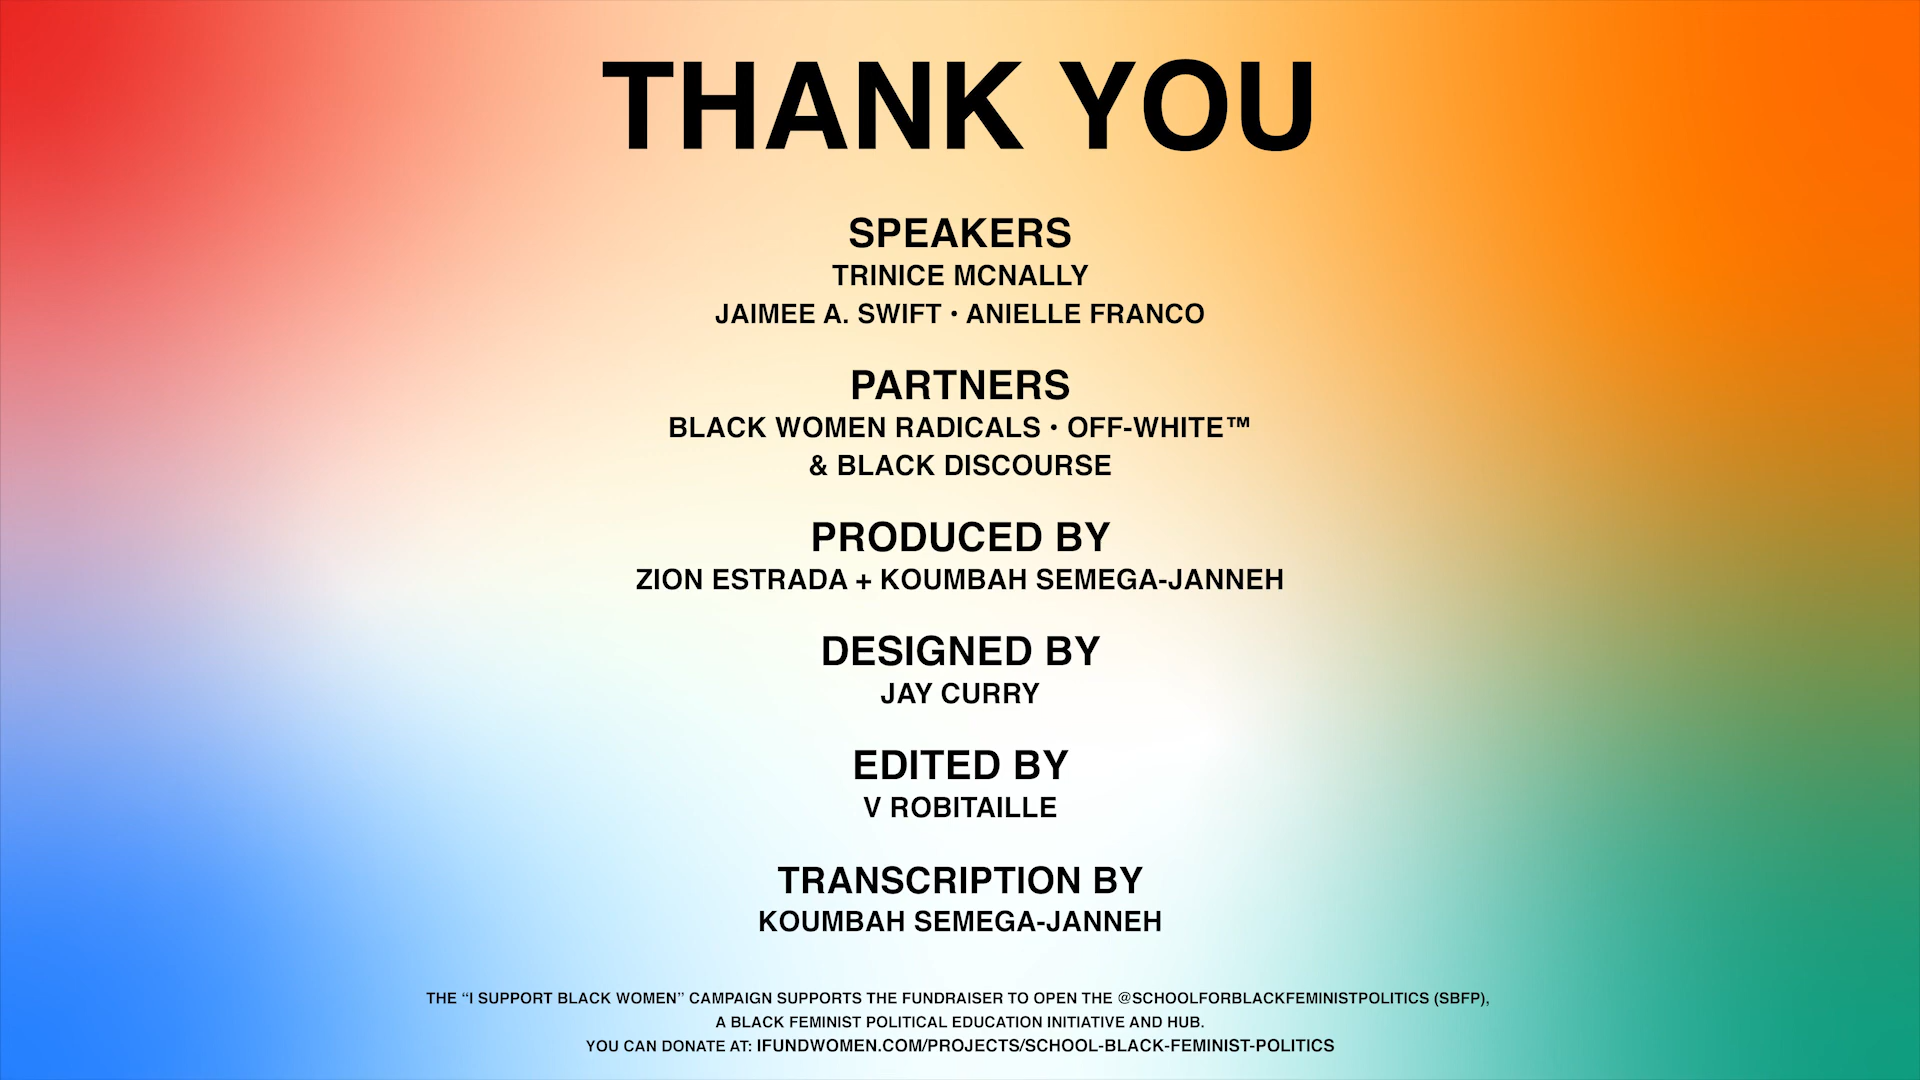 THANK YOU
SPEAKERS
TRINICE MCNALLY
JAIMEE A. SWIFT • ANIELLE FRANCO
PARTNERS
BLACK WOMEN RADICALS • OFF-WHITE™
& BLACK DISCOURSE
PRODUCED BY
ZION ESTRADA + KOUMBAH SEMEGA-JANNEH
DESIGNED BY
JAY CURRY
EDITED BY
V ROBITAILLE
TRANSCRIPTION BY
KOUMBAH SEMEGA-JANNEH
THE “I SUPPORT BLACK WOMEN” CAMPAIGN SUPPORTS THE FUNDRAISER TO OPEN THE @SCHOOLFORBLACKFEMINISTPOLITICS (SBFP),
A BLACK FEMINIST POLITICAL EDUCATION INITIATIVE AND HUB.
YOU CAN DONATE AT: IFUNDWOMEN.COM/PROJECTS/SCHOOL-BLACK-FEMINIST-POLITICS